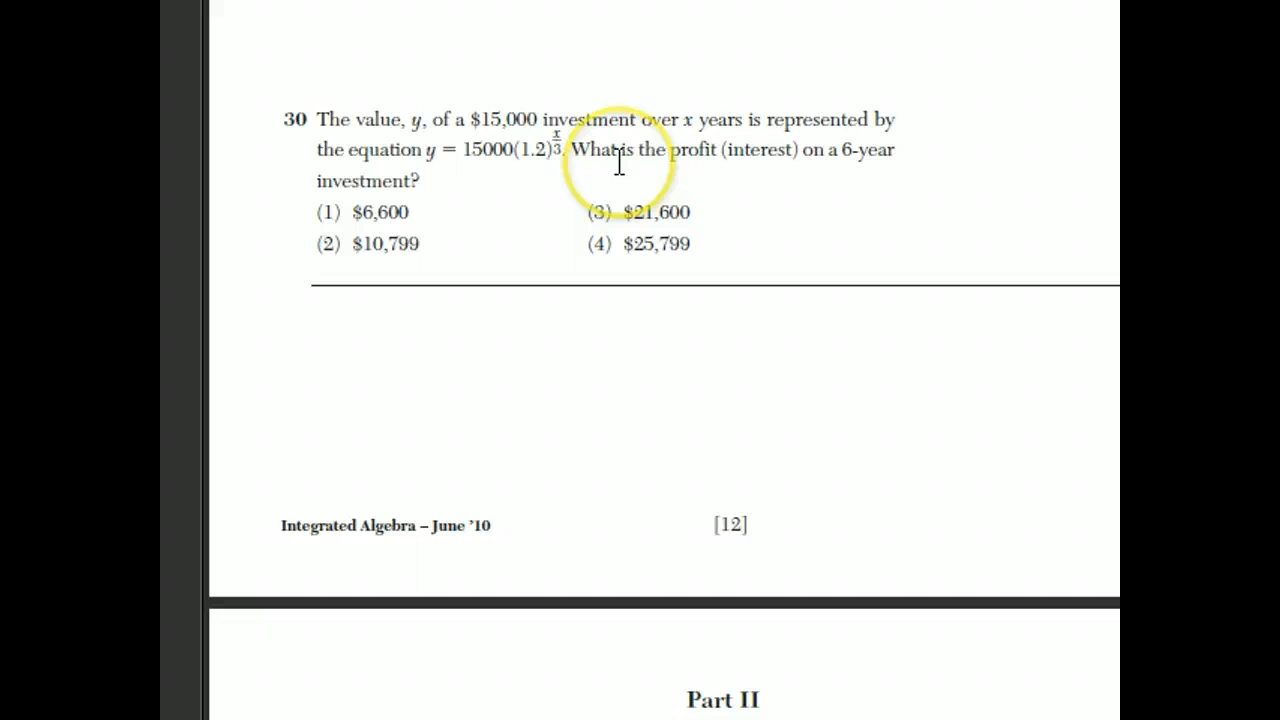 30 The value, y, of a $15,000 investment over x years is represented by
the equation y = 15000(1.2)^(x/3). What is the profit (interest) on a 6-year
investment?
(1) $6,600 (3) $21,600
(2) $10,799 (4) $25,799
Integrated Algebra – June ’10 [12]
Part II